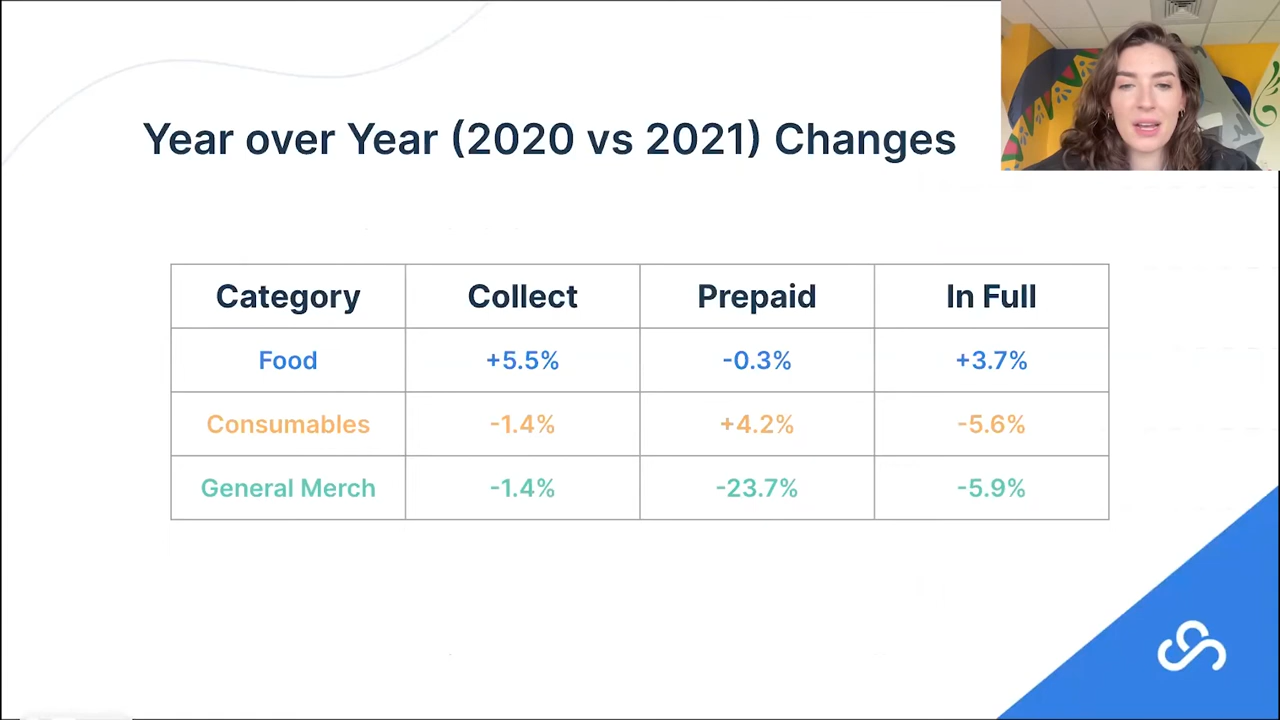 Year over Year (2020 vs 2021) Changes
Category Collect Prepaid In Full
Food +5.5% -0.3% +3.7%
Consumables -1.4% +4.2% -5.6%
General Merch -1.4% -23.7% -5.9%